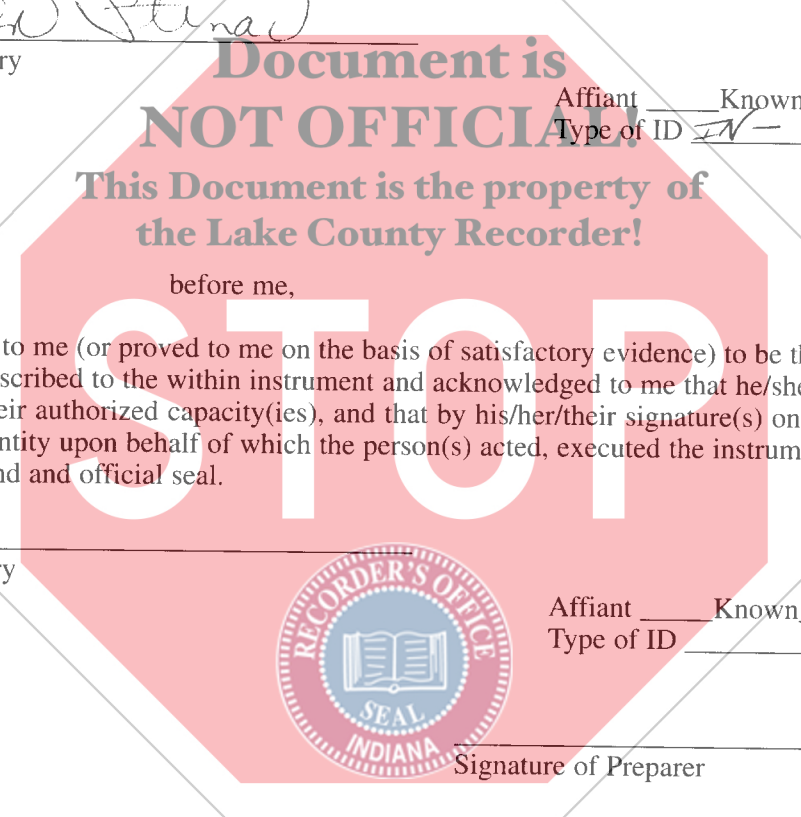 ry
Document is
Affiant _____Known
NOT OFFICIAL!
Type of ID IN-
This Document is the property of
the Lake County Recorder!
before me,
to me (or proved to me on the basis of satisfactory evidence) to be th
scribed to the within instrument and acknowledged to me that he/she
eir authorized capacity(ies), and that by his/her/their signature(s) on
ntity upon behalf of which the person(s) acted, executed the instrum
nd and official seal.
STOP
ry
RECORDER'S OFFICE
SEAL
INDIANA
Affiant _____Known
Type of ID
Signature of Preparer